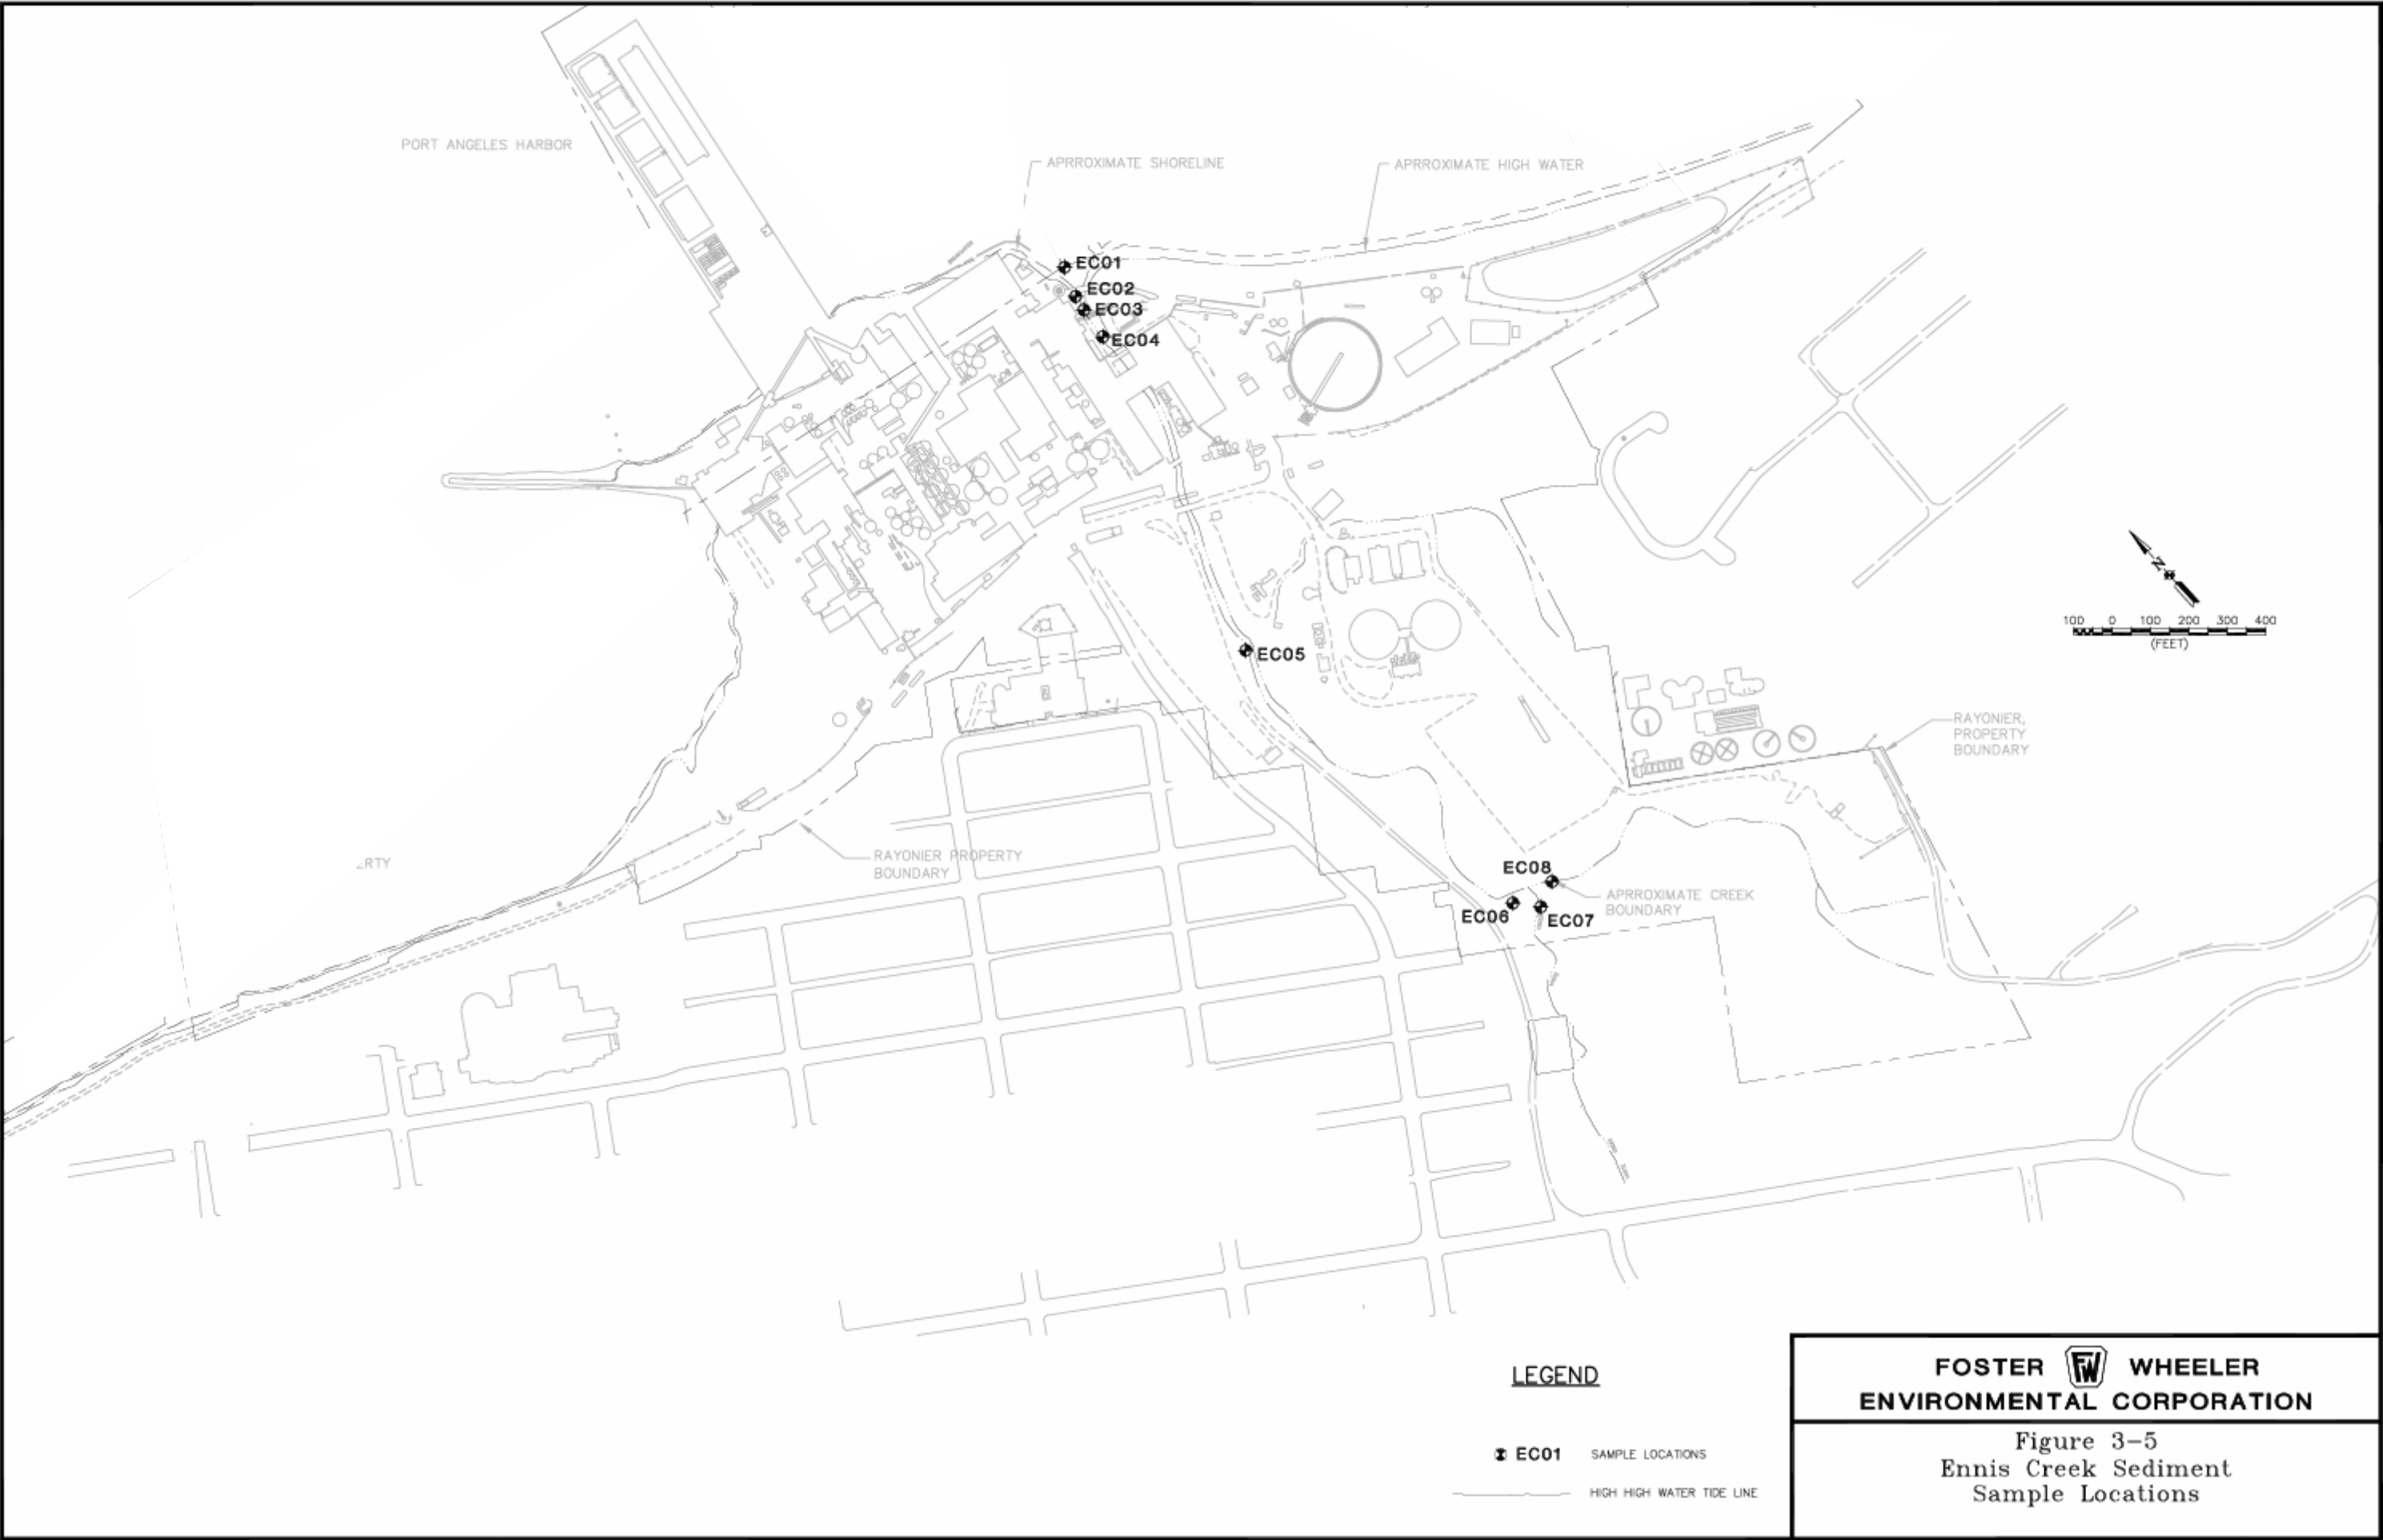 PORT ANGELES HARBOR
APRROXIMATE SHORELINE
APRROXIMATE HIGH WATER
EC01
EC02
EC03
EC04
EC05
N
100 0 100 200 300 400
(FEET)
RAYONIER,
PROPERTY
BOUNDARY
RAYONIER PROPERTY
BOUNDARY
ERTY
EC08
APRROXIMATE CREEK
BOUNDARY
EC06
EC07
LEGEND
EC01 SAMPLE LOCATIONS
HIGH HIGH WATER TIDE LINE
FOSTER FW WHEELER
ENVIRONMENTAL CORPORATION
Figure 3-5
Ennis Creek Sediment
Sample Locations